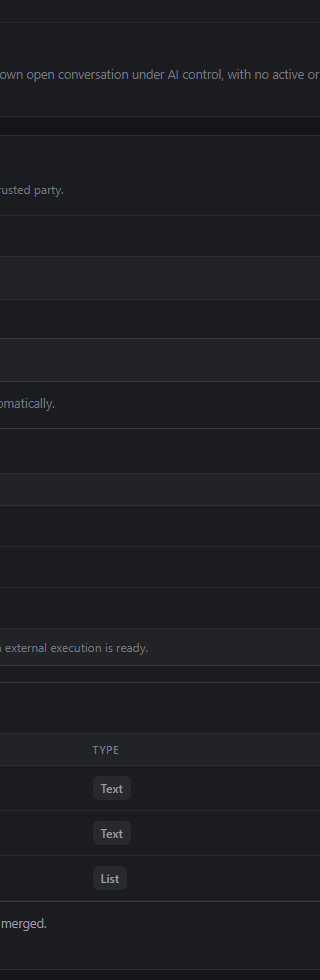 own open conversation under AI control, with no active or
rusted party.
omatically.
external execution is ready.
TYPE
Text
Text
List
merged.